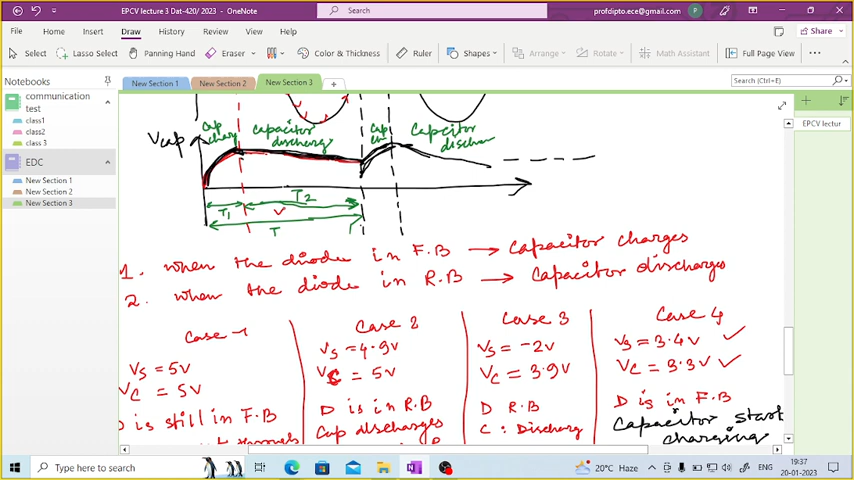 EPCV lecture 3 Dat-420/ 2023 - OneNote
Search
profdipto.ece@gmail.com
P
File Home Insert Draw History Review View Help
Share
Select Lasso Select Panning Hand Eraser Color & Thickness Ruler Shapes Arrange Rotate Math Assistant Full Page View
Notebooks
New Section 1 New Section 2 New Section 3
Search (Ctrl+E)
communication
test
class1
class2
class 3
EDC
New Section 1
New Section 2
New Section 3
EPCV lectur
Vcap
Capacitor
discharge
Capacitor
T1
T2
T
1. when the diode in F.B → Capacitor charges
2. when the diode in R.B → Capacitor discharges
Case-1
VS = 5V
VC = 5V
D is still in F.B
Case 2
VS = 4.9V
VC = 5V
D is in R.B
Cap discharges
Case 3
VS = -2V
VC = 3.9V
D R.B
C: Discharg
Case 4
VS = 3.4V
VC = 3.3V
D is in F.B
Capacitor start
charging
Type here to search
20°C Haze
ENG
19:37
20-01-2023